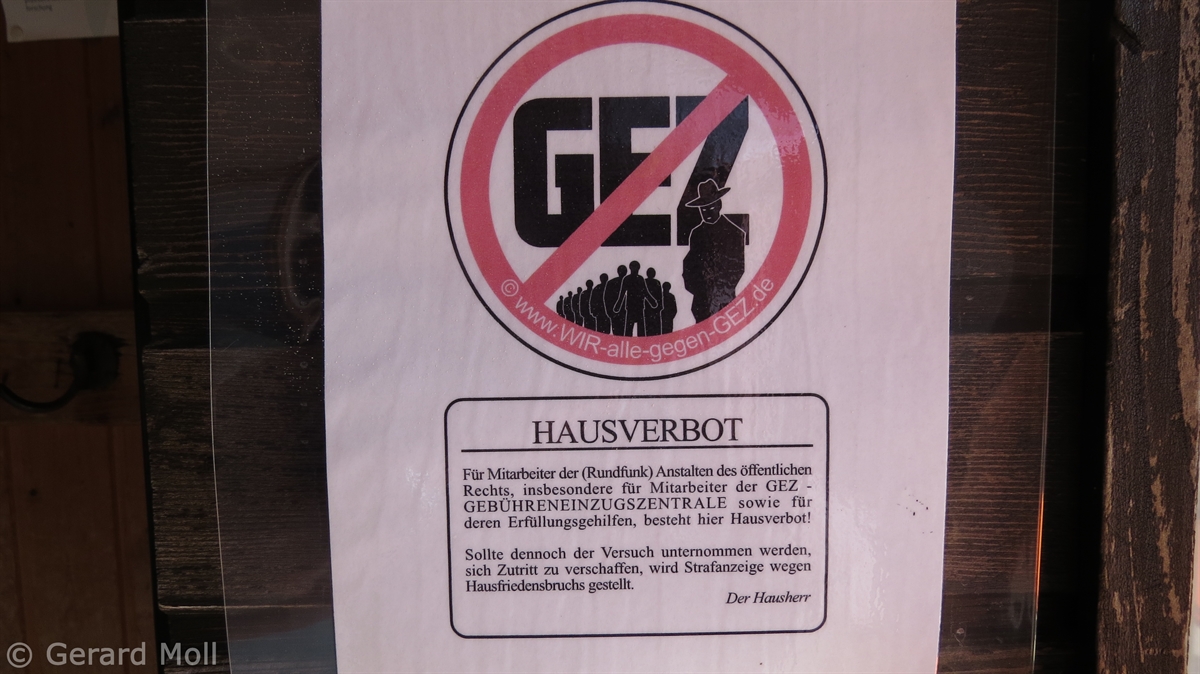 GEZ
© www.WIR-alle-gegen-GEZ.de
HAUSVERBOT
Für Mitarbeiter der (Rundfunk) Anstalten des öffentlichen
Rechts, insbesondere für Mitarbeiter der GEZ -
GEBÜHRENEINZUGSZENTRALE sowie für
deren Erfüllungsgehilfen, besteht hier Hausverbot!
Sollte dennoch der Versuch unternommen werden,
sich Zutritt zu verschaffen, wird Strafanzeige wegen
Hausfriedensbruchs gestellt.
Der Hausherr
© Gerard Moll